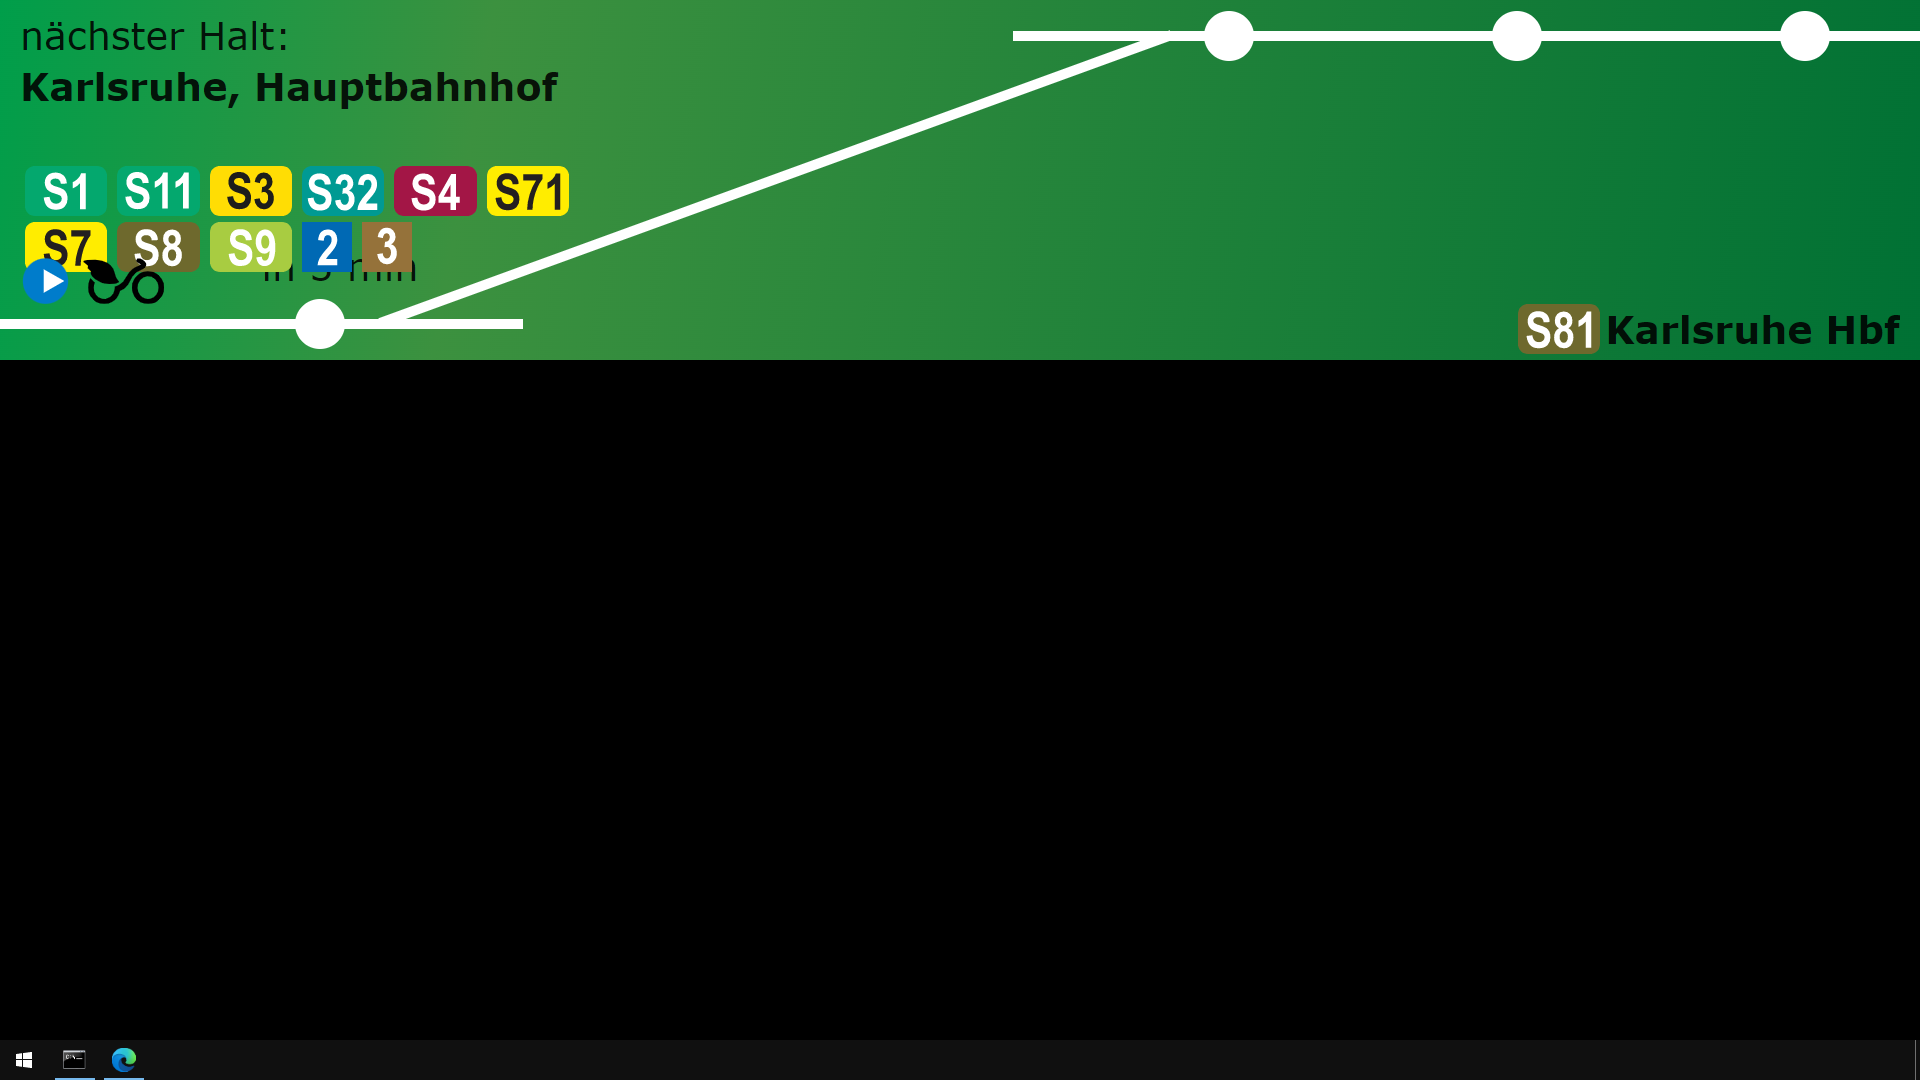 nächster Halt:
Karlsruhe, Hauptbahnhof
S1 S11 S3 S32 S4 S71
S7 S8 S9 2 3
in 3 min
S81 Karlsruhe Hbf